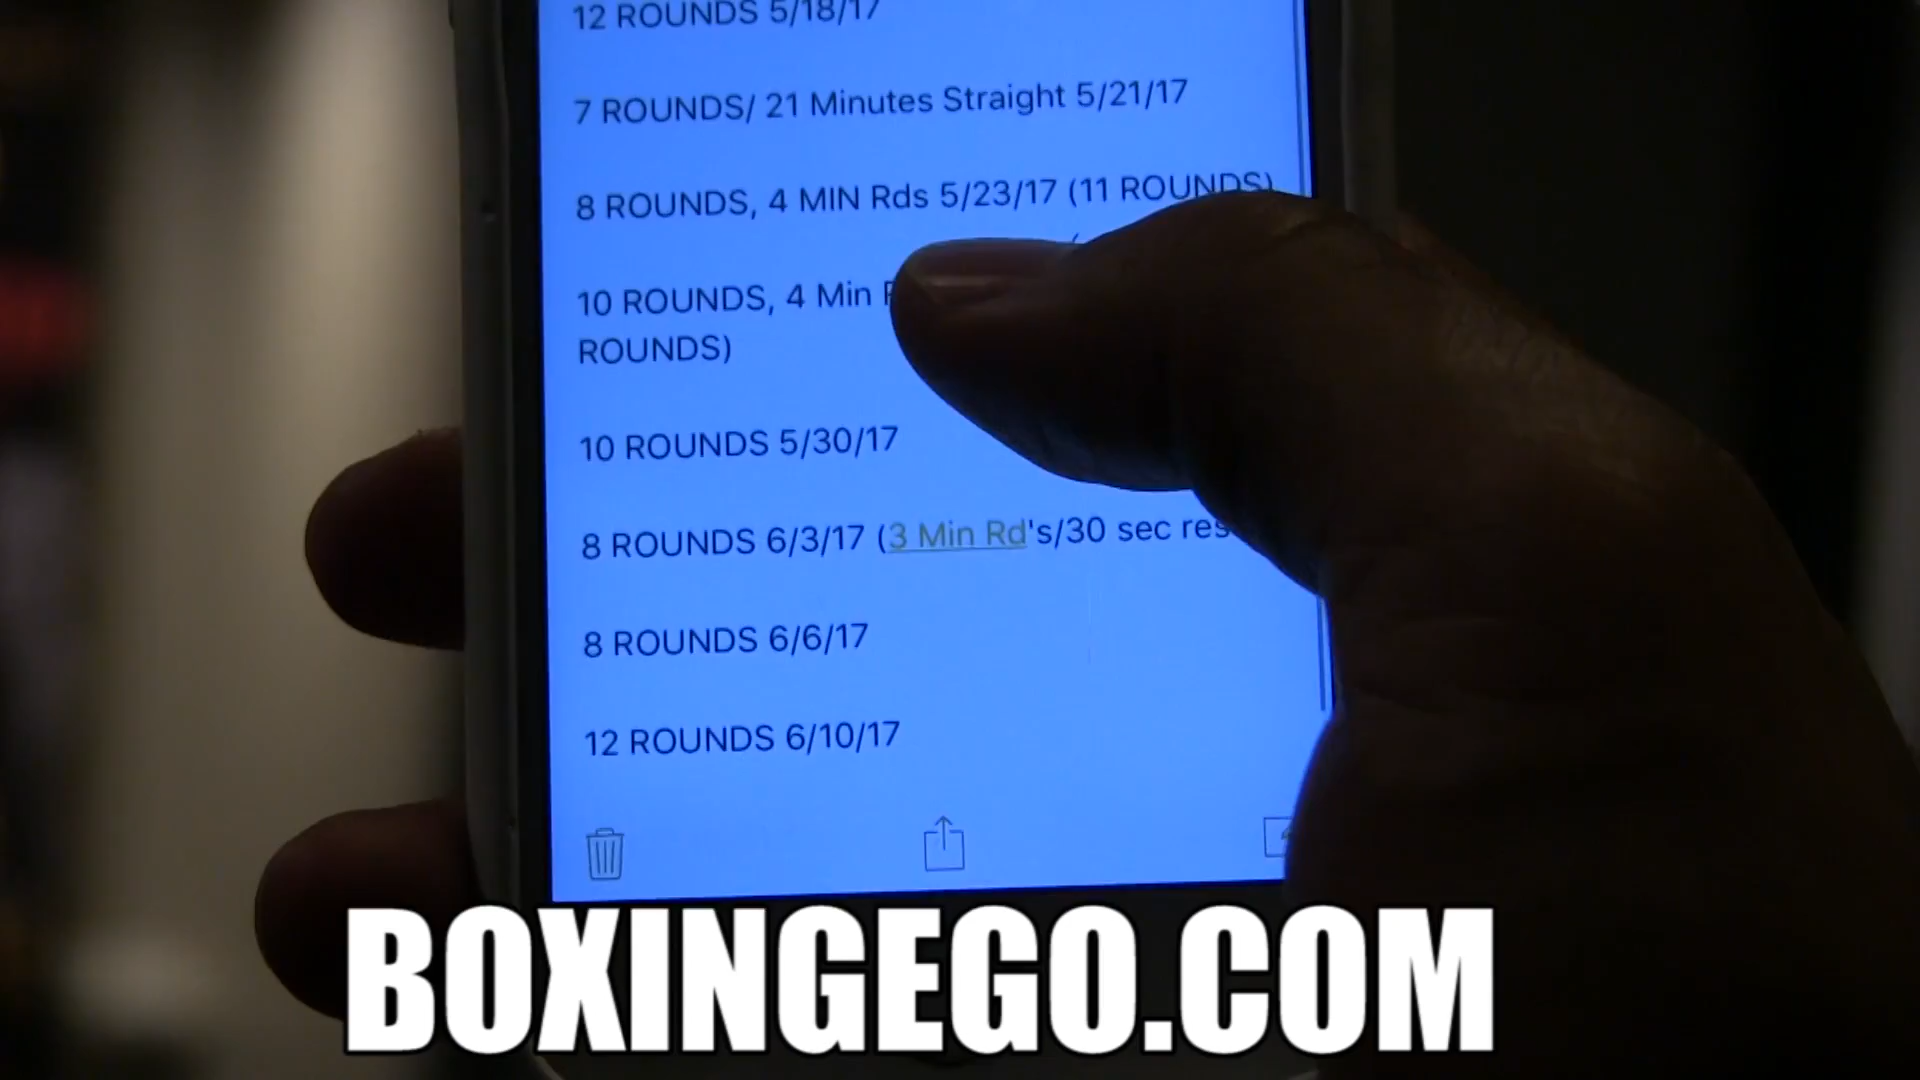 12 ROUNDS 5/18/17
7 ROUNDS/ 21 Minutes Straight 5/21/17
8 ROUNDS, 4 MIN Rds 5/23/17 (11 ROUNDS)
10 ROUNDS, 4 Min
ROUNDS)
10 ROUNDS 5/30/17
8 ROUNDS 6/3/17 (3 Min Rd's/30 sec
8 ROUNDS 6/6/17
12 ROUNDS 6/10/17
BOXINGEGO.COM